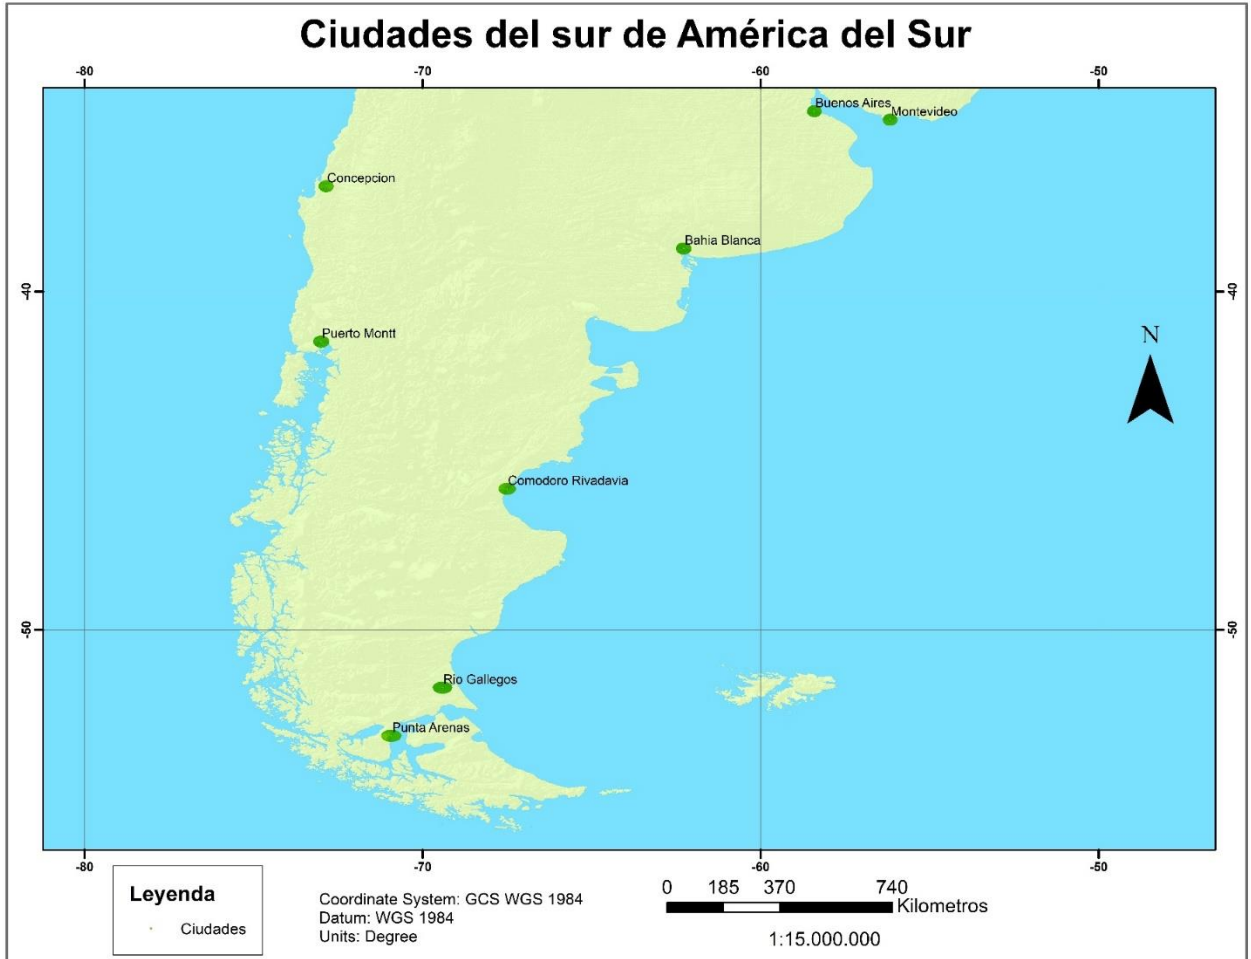 Ciudades del sur de América del Sur
-80 -70 -60 -50
Buenos Aires
Montevideo
Concepcion
Bahia Blanca
-40 -40
Puerto Montt
N
Comodoro Rivadavia
-50 -50
Rio Gallegos
Punta Arenas
-80 -70 -60 -50
Leyenda
Ciudades
Coordinate System: GCS WGS 1984
Datum: WGS 1984
Units: Degree
0 185 370 740
Kilometros
1:15.000.000